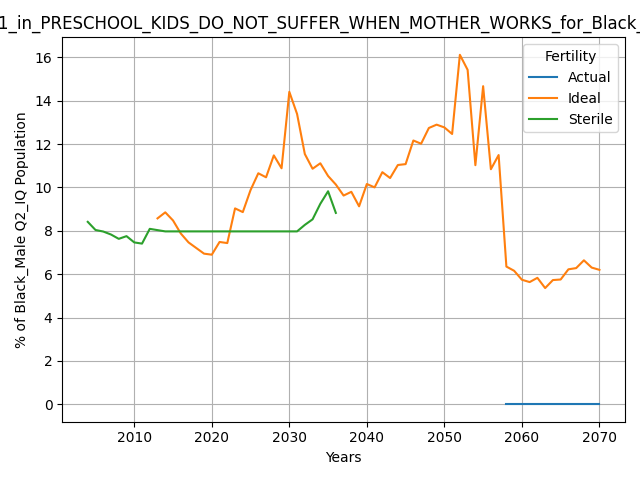 1_in_PRESCHOOL_KIDS_DO_NOT_SUFFER_WHEN_MOTHER_WORKS_for_Black_
Fertility
Actual
Ideal
Sterile
% of Black_Male Q2_IQ Population
16
14
12
10
8
6
4
2
0
2010 2020 2030 2040 2050 2060 2070
Years